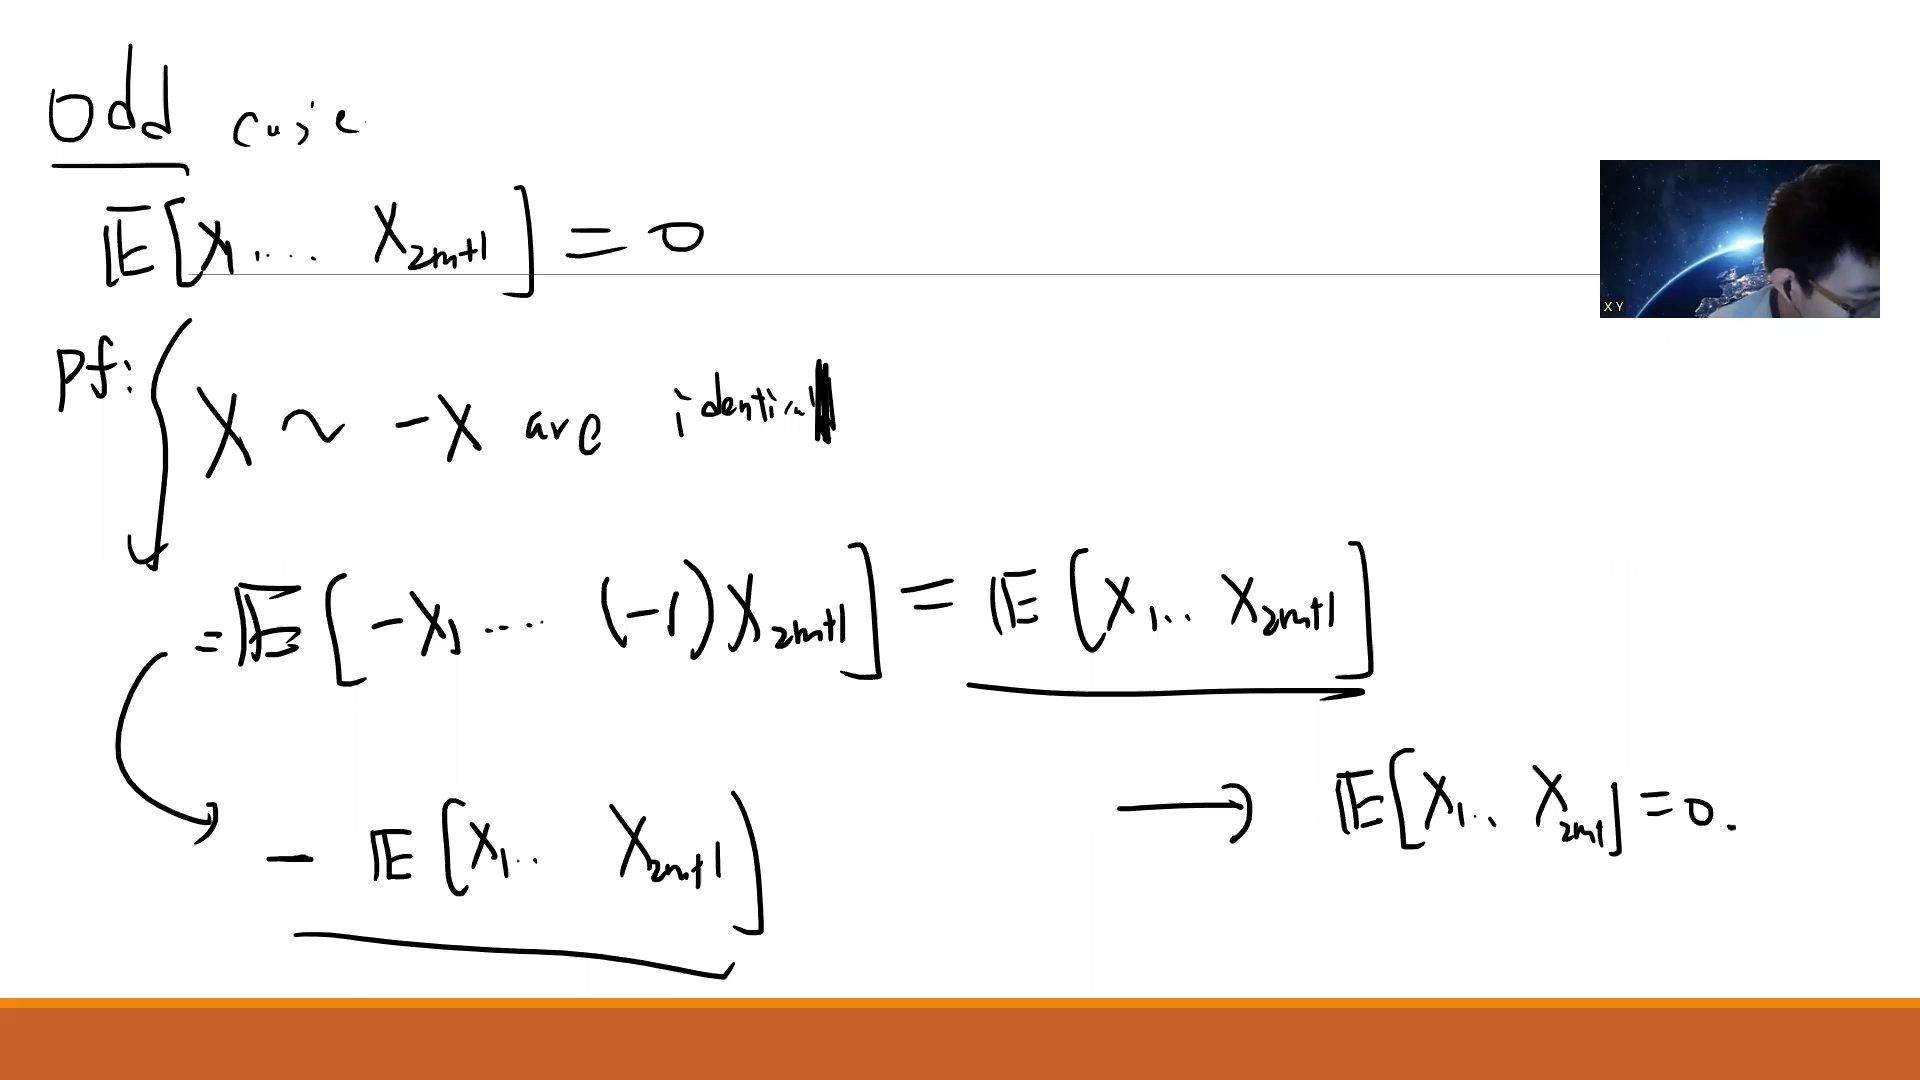 odd case
𝔼[X₁ .... X₂ₘ₊₁] = 0
X Y
pf:
X ~ -X are identical
= 𝔼[-X₁ .... (-1)X₂ₘ₊₁] = 𝔼[X₁... X₂ₘ₊₁]
- 𝔼[X₁... X₂ₘ₊₁]
→ 𝔼[X₁... X₂ₘ₊₁] = 0.